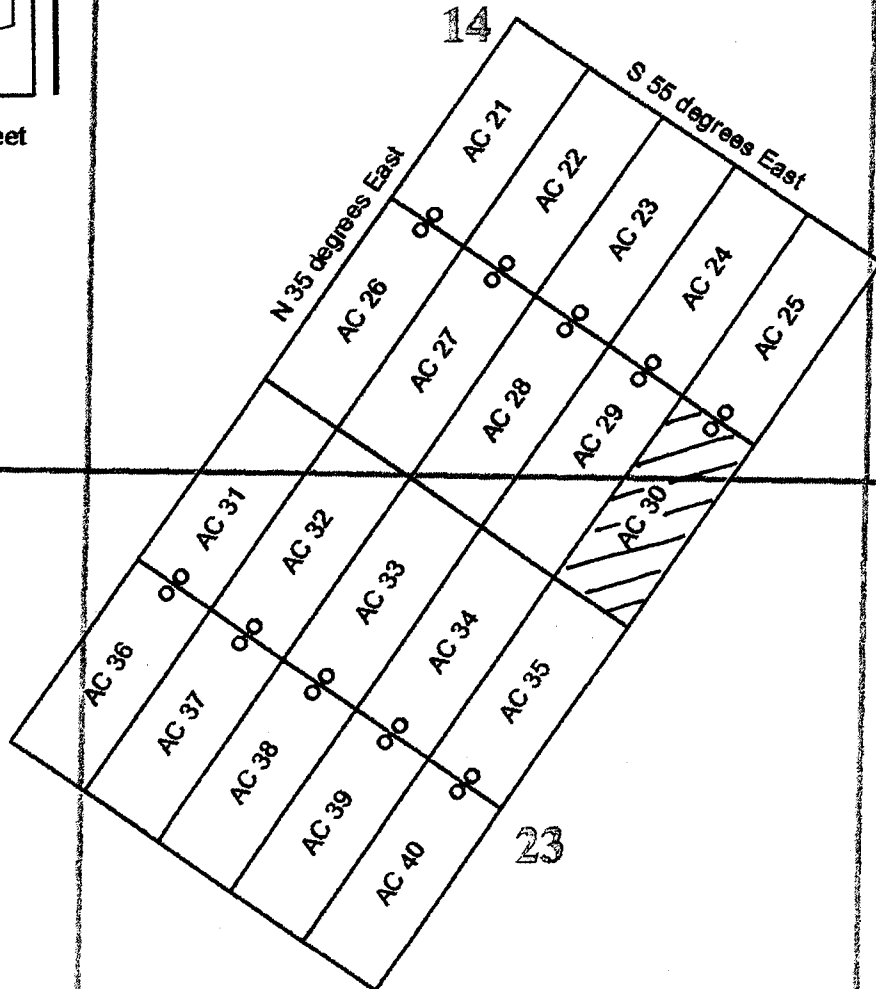 14
eet
S 55 degrees East
N 35 degrees East
AC 21
AC 22
AC 23
AC 24
AC 25
AC 26
AC 27
AC 28
AC 29
AC 30
AC 31
AC 32
AC 33
AC 34
AC 35
AC 36
AC 37
AC 38
AC 39
AC 40
23